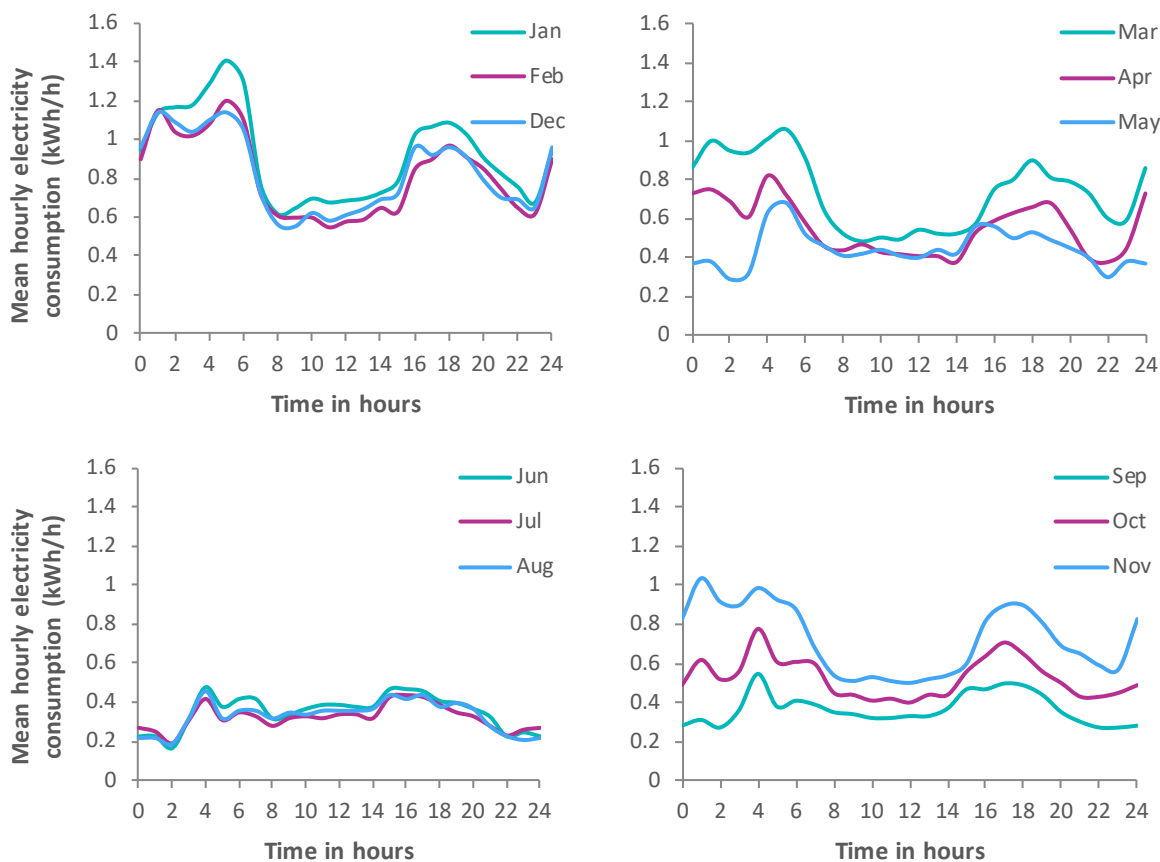 Mean hourly electricity
consumption (kWh/h)
1.6
1.4
1.2
1
0.8
0.6
0.4
0.2
0
0 2 4 6 8 10 12 14 16 18 20 22 24
Time in hours
Jan
Feb
Dec
1.6
1.4
1.2
1
0.8
0.6
0.4
0.2
0
0 2 4 6 8 10 12 14 16 18 20 22 24
Time in hours
Mar
Apr
May
Mean hourly electricity
consumption (kWh/h)
1.6
1.4
1.2
1
0.8
0.6
0.4
0.2
0
0 2 4 6 8 10 12 14 16 18 20 22 24
Time in hours
Jun
Jul
Aug
1.6
1.4
1.2
1
0.8
0.6
0.4
0.2
0
0 2 4 6 8 10 12 14 16 18 20 22 24
Time in hours
Sep
Oct
Nov